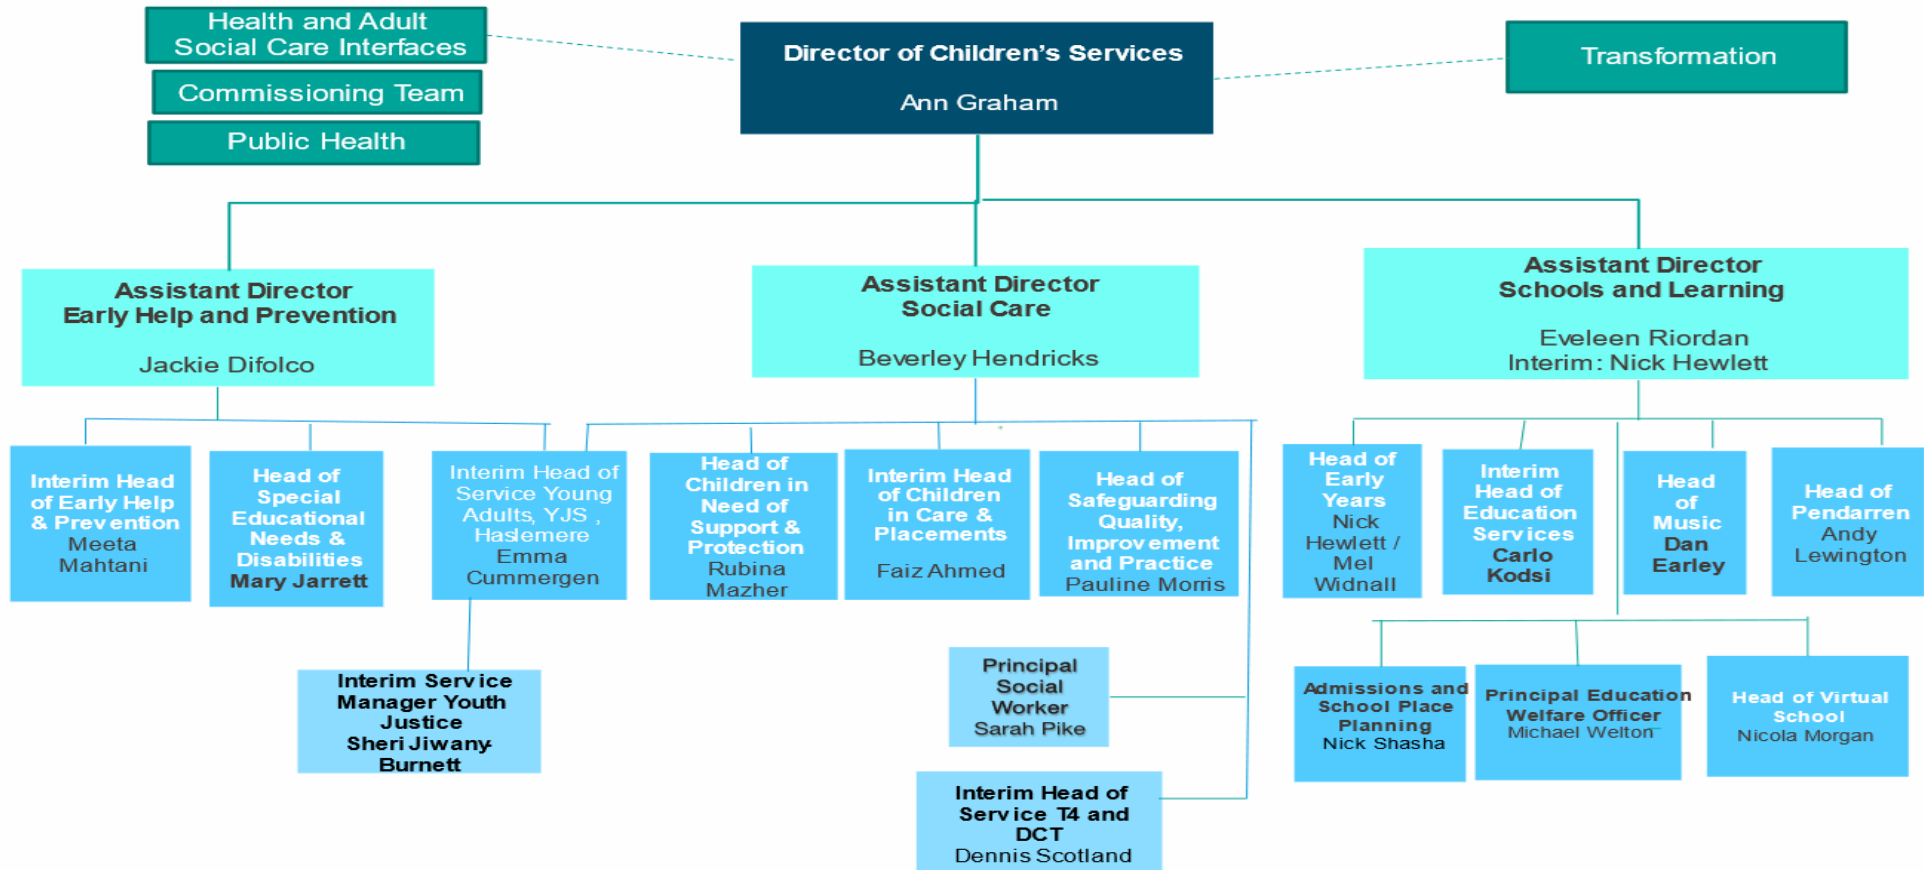 Health and Adult
Social Care Interfaces
Commissioning Team
Public Health
Director of Children’s Services
Ann Graham
Transformation
Assistant Director
Early Help and Prevention
Jackie Difolco
Assistant Director
Social Care
Beverley Hendricks
Assistant Director
Schools and Learning
Eveleen Riordan
Interim: Nick Hewlett
Interim Head
of Early Help
& Prevention
Meeta
Mahtani
Head of
Special
Educational
Needs &
Disabilities
Mary Jarrett
Interim Head of
Service Young
Adults, YJS ,
Haslemere
Emma
Cummergen
Head of
Children in
Need of
Support &
Protection
Rubina
Mazher
Interim Head
of Children
in Care &
Placements
Faiz Ahmed
Head of
Safeguarding
Quality,
Improvement
and Practice
Pauline Morris
Head of
Early
Years
Nick
Hewlett /
Mel
Widnall
Interim
Head of
Education
Services
Carlo
Kodsi
Head
of
Music
Dan
Earley
Head of
Pendarren
Andy
Lewington
Interim Service
Manager Youth
Justice
Sheri Jiwany-
Burnett
Principal
Social
Worker
Sarah Pike
Interim Head of
Service T4 and
DCT
Dennis Scotland
Admissions and
School Place
Planning
Nick Shasha
Principal Education
Welfare Officer
Michael Welton
Head of Virtual
School
Nicola Morgan